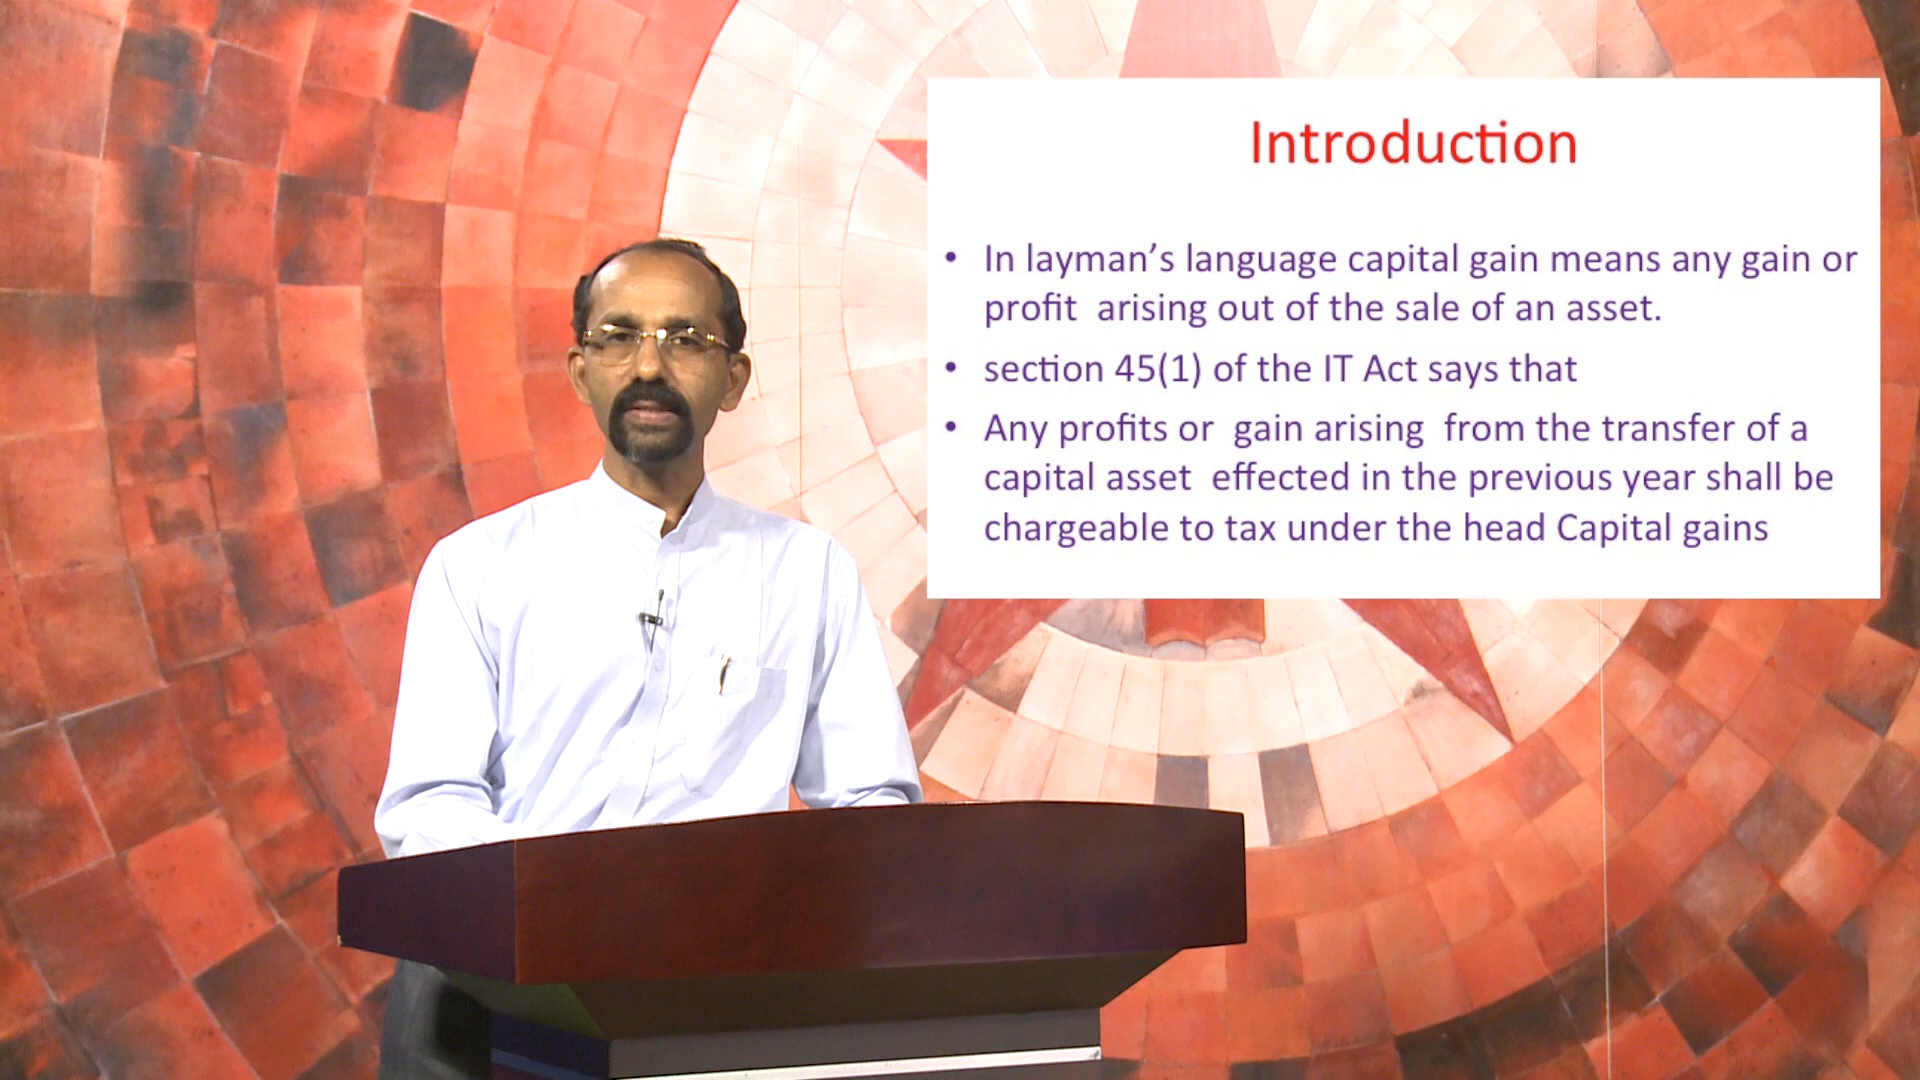 Introduction
• In layman's language capital gain means any gain or
profit  arising out of the sale of an asset.
• section 45(1) of the IT Act says that
• Any profits or  gain arising  from the transfer of a
capital asset  effected in the previous year shall be
chargeable to tax under the head Capital gains